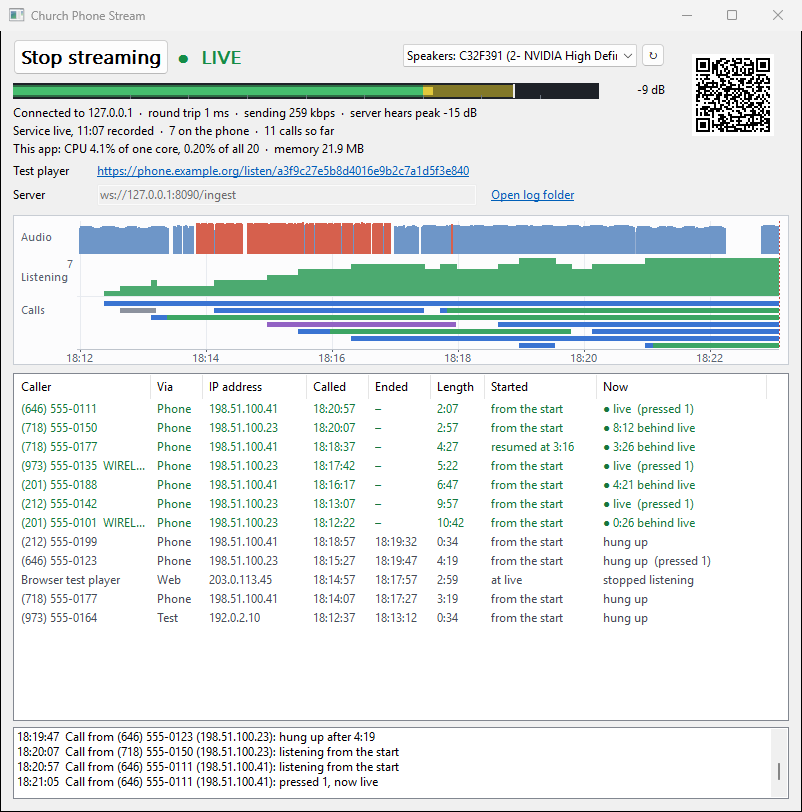 Church Phone Stream
Stop streaming ● LIVE Speakers: C32F391 (2- NVIDIA High Defin ↻
-9 dB
Connected to 127.0.0.1 · round trip 1 ms · sending 259 kbps · server hears peak -15 dB
Service live, 11:07 recorded · 7 on the phone · 11 calls so far
This app: CPU 4.1% of one core, 0.20% of all 20 · memory 21.9 MB
Test player https://phone.example.org/listen/a3f9c27e5b8d4016e9b2c7a1d5f3e840
Server ws://127.0.0.1:8090/ingest Open log folder
Audio
7
Listening
Calls
18:12 18:14 18:16 18:18 18:20 18:22
Caller Via IP address Called Ended Length Started Now
(646) 555-0111 Phone 198.51.100.41 18:20:57 – 2:07 from the start ● live (pressed 1)
(718) 555-0150 Phone 198.51.100.23 18:20:07 – 2:57 from the start ● 8:12 behind live
(718) 555-0177 Phone 198.51.100.41 18:18:37 – 4:27 resumed at 3:16 ● 3:26 behind live
(973) 555-0135 WIREL... Phone 198.51.100.23 18:17:42 – 5:22 from the start ● live (pressed 1)
(201) 555-0188 Phone 198.51.100.41 18:16:17 – 6:47 from the start ● 4:21 behind live
(212) 555-0142 Phone 198.51.100.23 18:13:07 – 9:57 from the start ● live (pressed 1)
(201) 555-0101 WIREL... Phone 198.51.100.23 18:12:22 – 10:42 from the start ● 0:26 behind live
(212) 555-0199 Phone 198.51.100.41 18:18:57 18:19:32 0:34 from the start hung up
(646) 555-0123 Phone 198.51.100.23 18:15:27 18:19:47 4:19 from the start hung up (pressed 1)
Browser test player Web 203.0.113.45 18:14:57 18:17:57 2:59 at live stopped listening
(718) 555-0177 Phone 198.51.100.41 18:14:07 18:17:27 3:19 from the start hung up
(973) 555-0164 Test 192.0.2.10 18:12:37 18:13:12 0:34 from the start hung up
18:19:47 Call from (646) 555-0123 (198.51.100.23): hung up after 4:19
18:20:07 Call from (718) 555-0150 (198.51.100.23): listening from the start
18:20:57 Call from (646) 555-0111 (198.51.100.41): listening from the start
18:21:05 Call from (646) 555-0111 (198.51.100.41): pressed 1, now live